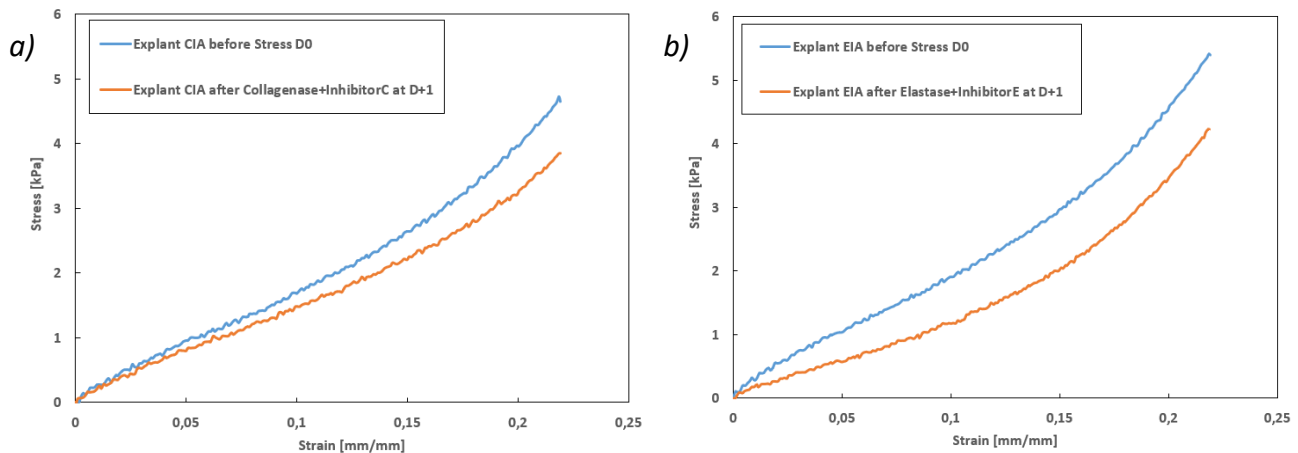 a)
Explant CIA before Stress D0
Explant CIA after Collagenase+InhibitorC at D+1
Stress [kPa]
6
5
4
3
2
1
0
0 0,05 0,1 0,15 0,2 0,25
Strain [mm/mm]
b)
Explant EIA before Stress D0
Explant EIA after Elastase+InhibitorE at D+1
Stress [kPa]
6
5
4
3
2
1
0
0 0,05 0,1 0,15 0,2 0,25
Strain [mm/mm]